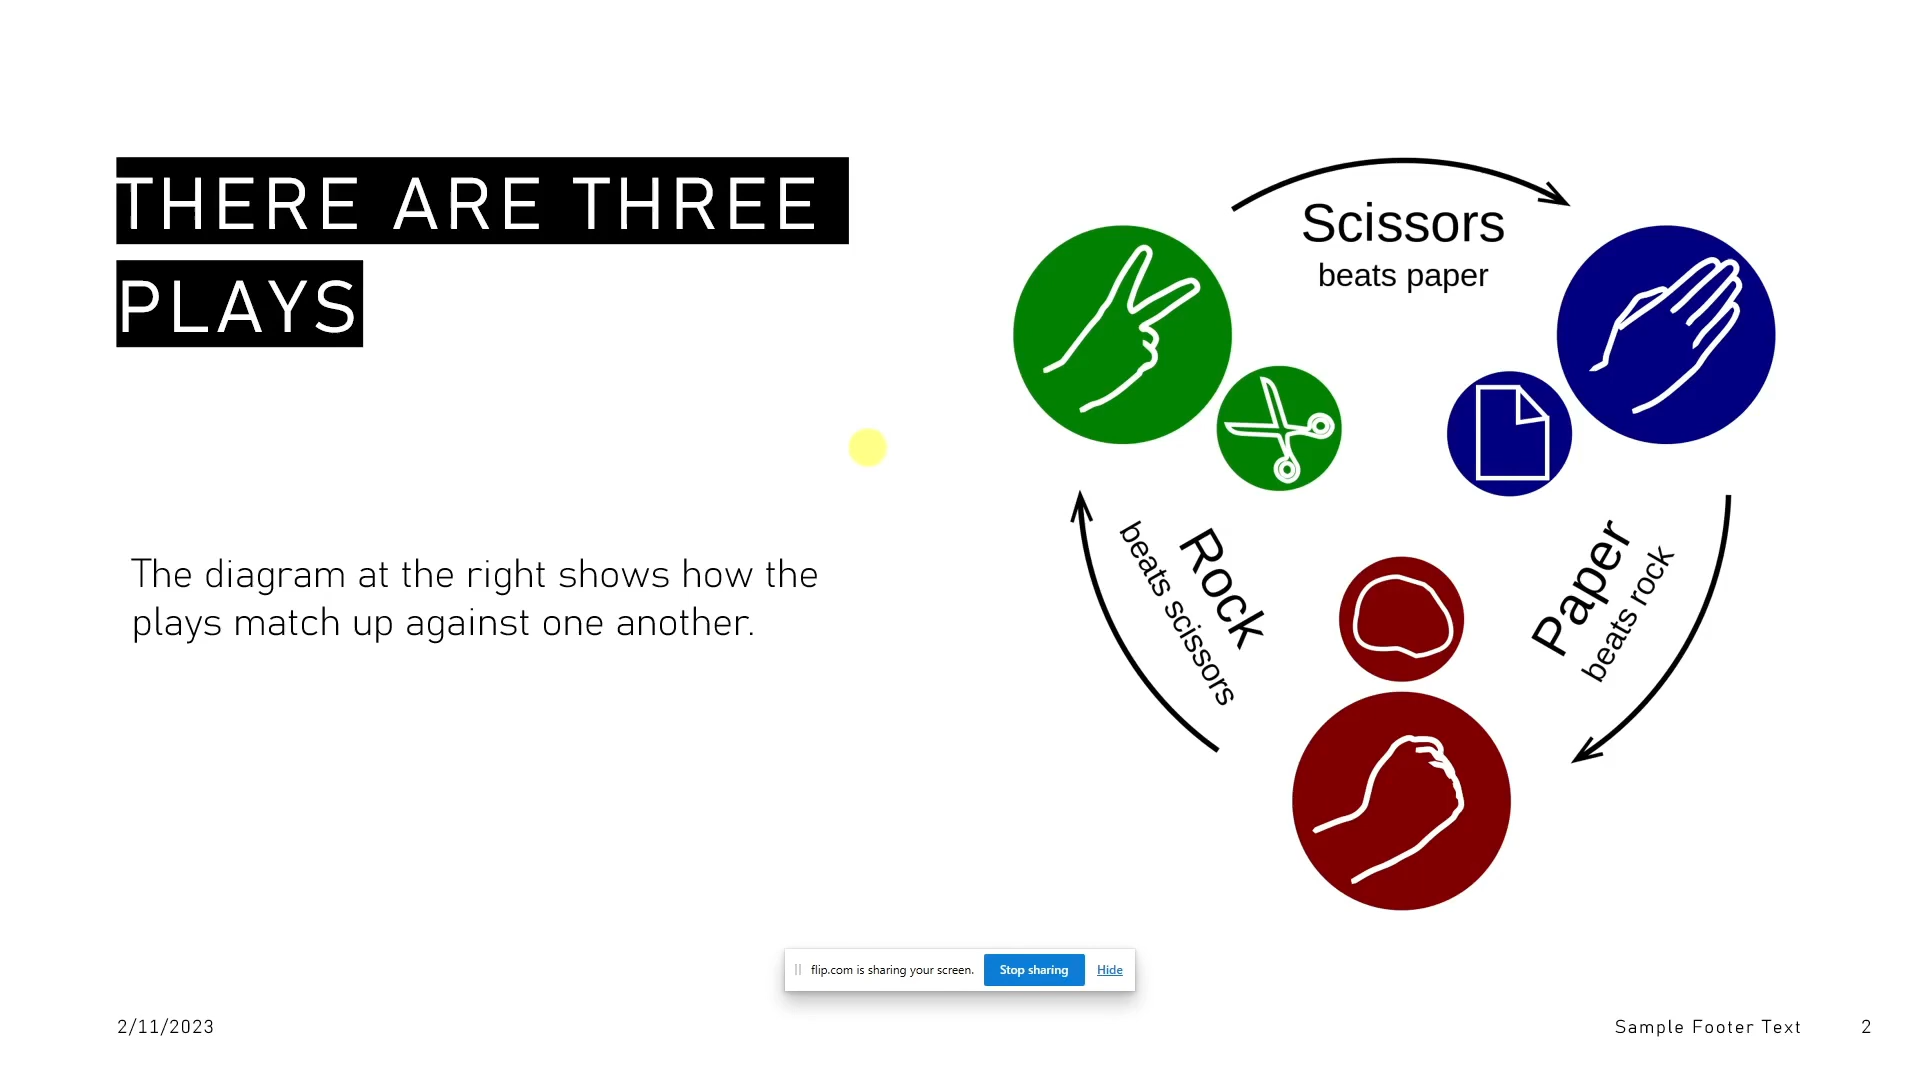 THERE ARE THREE
PLAYS
The diagram at the right shows how the
plays match up against one another.
Scissors
beats paper
Rock
beats scissors
Paper
beats rock
flip.com is sharing your screen.
Stop sharing
Hide
2/11/2023
Sample Footer Text
2